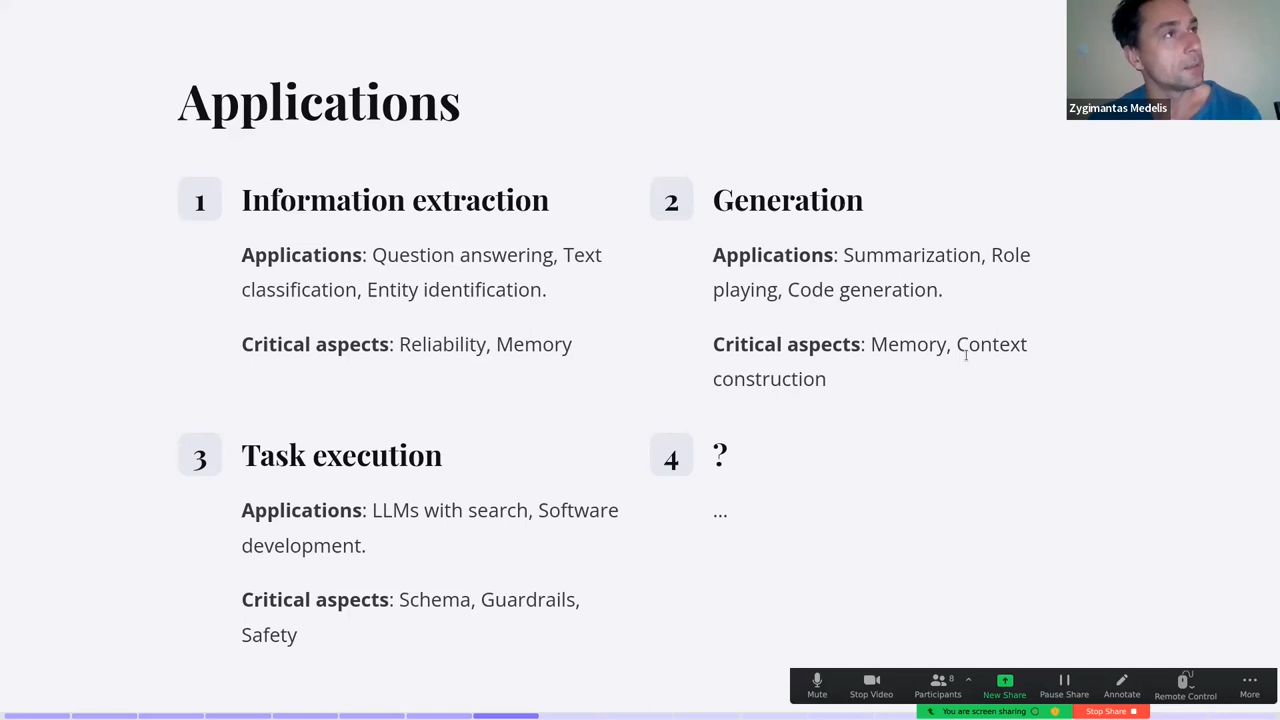 Applications
Zygimantas Medelis
1 Information extraction
Applications: Question answering, Text
classification, Entity identification.
Critical aspects: Reliability, Memory
2 Generation
Applications: Summarization, Role
playing, Code generation.
Critical aspects: Memory, Context
construction
3 Task execution
Applications: LLMs with search, Software
development.
Critical aspects: Schema, Guardrails,
Safety
4 ?
...
Mute
Stop Video
Participants 8
New Share
Pause Share
Annotate
Remote Control
More
You are screen sharing
Stop Share